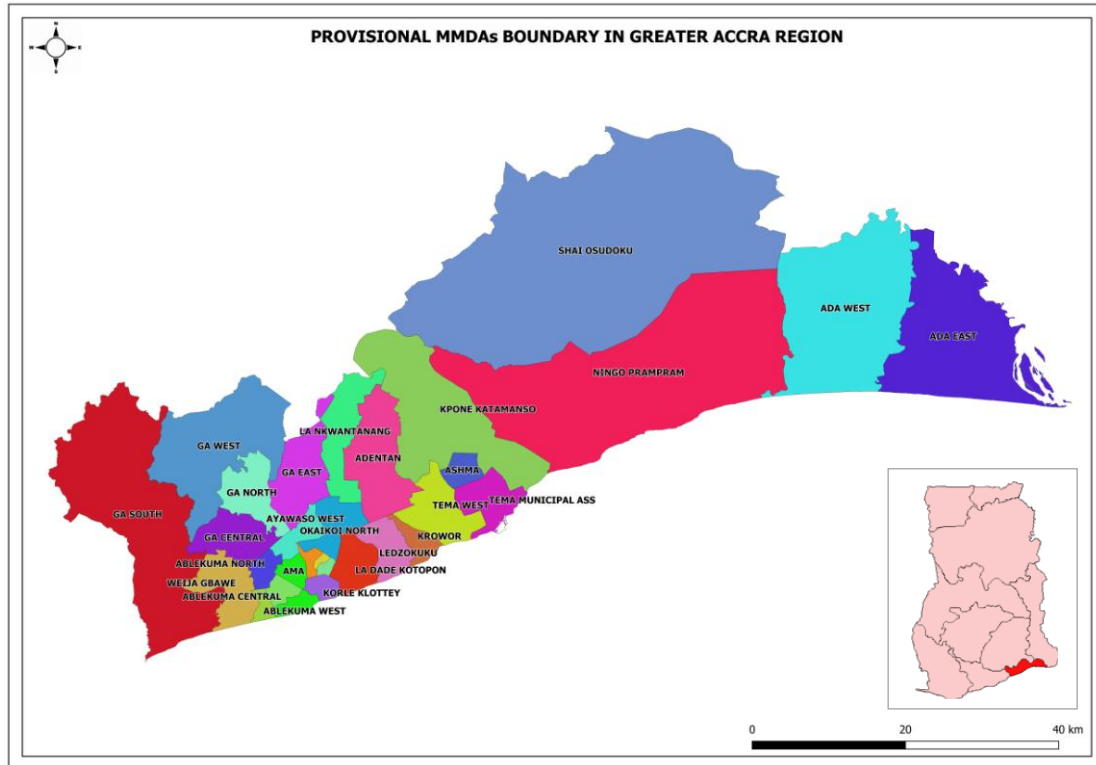 PROVISIONAL MMDAs BOUNDARY IN GREATER ACCRA REGION
N
W E
S
SHAI OSUDOKU
ADA WEST
ADA EAST
NINGO PRAMPRAM
KPONE KATAMANSO
LA NKWANTANANG
GA WEST
ADENTAN
ASHMA
GA EAST
GA NORTH
TEMA MUNICIPAL ASS
TEMA WEST
GA SOUTH
AYAWASO WEST
OKAIKOI NORTH
KROWOR
GA CENTRAL
LEDZOKUKU
ABLEKUMA NORTH
AMA
LA DADE KOTOPON
WEIJA GBAWE
ABLEKUMA CENTRAL
KORLE KLOTTEY
ABLEKUMA WEST
0 20 40 km